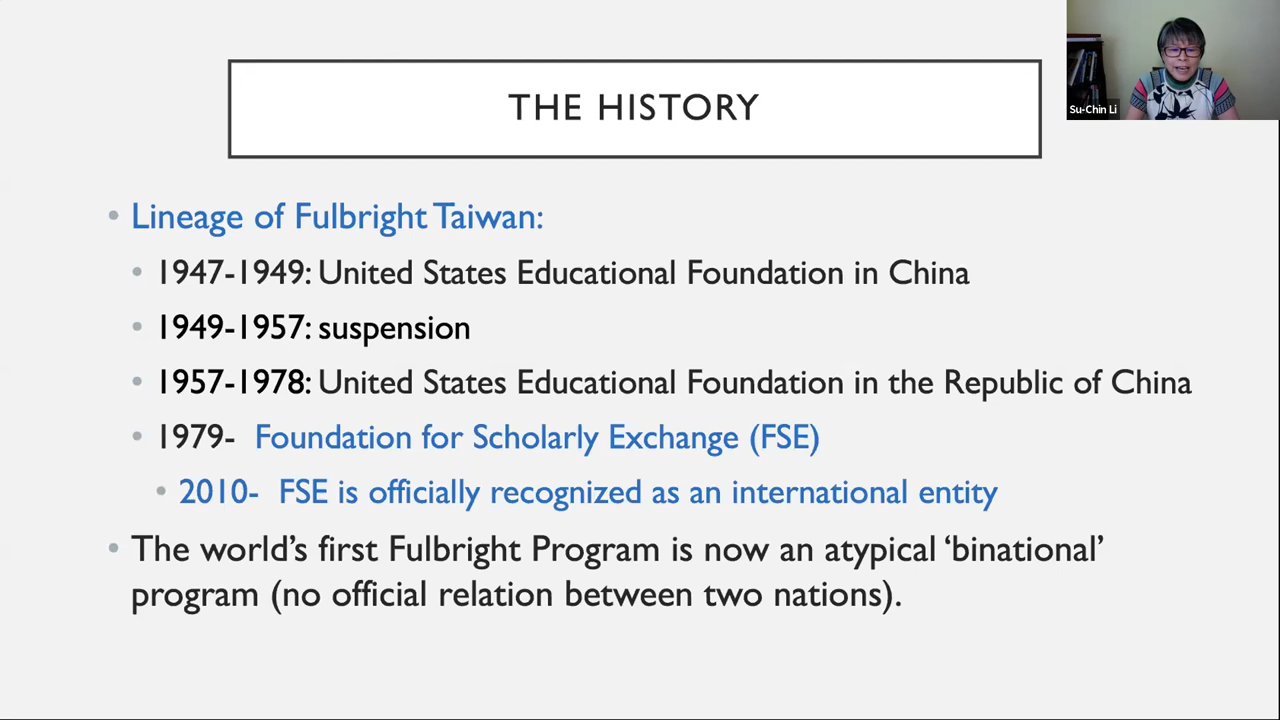 THE HISTORY
Su-Chin Li
• Lineage of Fulbright Taiwan:
• 1947-1949: United States Educational Foundation in China
• 1949-1957: suspension
• 1957-1978: United States Educational Foundation in the Republic of China
• 1979- Foundation for Scholarly Exchange (FSE)
• 2010- FSE is officially recognized as an international entity
• The world’s first Fulbright Program is now an atypical ‘binational’
program (no official relation between two nations).